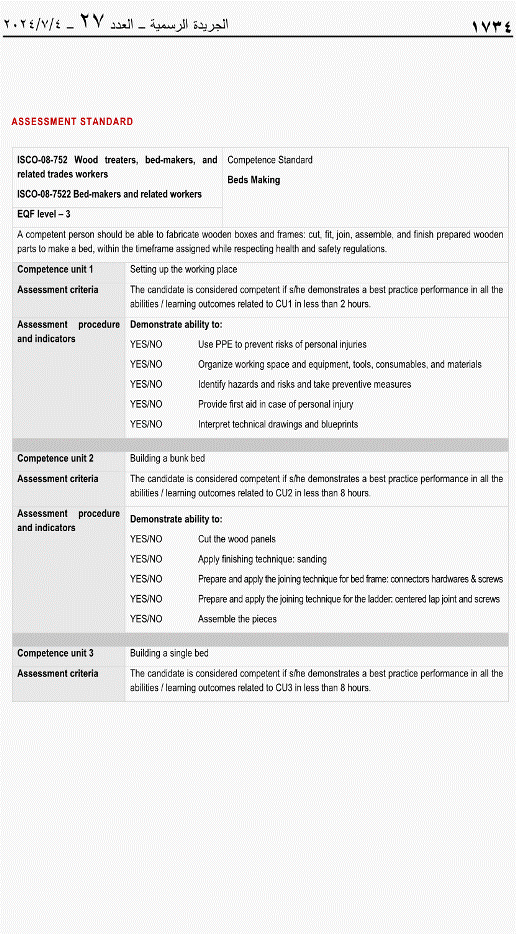 ١٧٣٤ الجريدة الرسمية ــ العدد ٢٧ ــ ٢٠٢٤/٧/٤
ASSESSMENT STANDARD
ISCO-08-752 Wood treaters, bed-makers, and
related trades workers
ISCO-08-7522 Bed-makers and related workers
EQF level – 3
Competence Standard
Beds Making
A competent person should be able to fabricate wooden boxes and frames: cut, fit, join, assemble, and finish prepared wooden
parts to make a bed, within the timeframe assigned while respecting health and safety regulations.
Competence unit 1 Setting up the working place
Assessment criteria The candidate is considered competent if s/he demonstrates a best practice performance in all the
abilities / learning outcomes related to CU1 in less than 2 hours.
Assessment procedure
and indicators
Demonstrate ability to:
YES/NO Use PPE to prevent risks of personal injuries
YES/NO Organize working space and equipment, tools, consumables, and materials
YES/NO Identify hazards and risks and take preventive measures
YES/NO Provide first aid in case of personal injury
YES/NO Interpret technical drawings and blueprints
Competence unit 2 Building a bunk bed
Assessment criteria The candidate is considered competent if s/he demonstrates a best practice performance in all the
abilities / learning outcomes related to CU2 in less than 8 hours.
Assessment procedure
and indicators
Demonstrate ability to:
YES/NO Cut the wood panels
YES/NO Apply finishing technique: sanding
YES/NO Prepare and apply the joining technique for bed frame: connectors hardwares & screws
YES/NO Prepare and apply the joining technique for the ladder: centered lap joint and screws
YES/NO Assemble the pieces
Competence unit 3 Building a single bed
Assessment criteria The candidate is considered competent if s/he demonstrates a best practice performance in all the
abilities / learning outcomes related to CU3 in less than 8 hours.